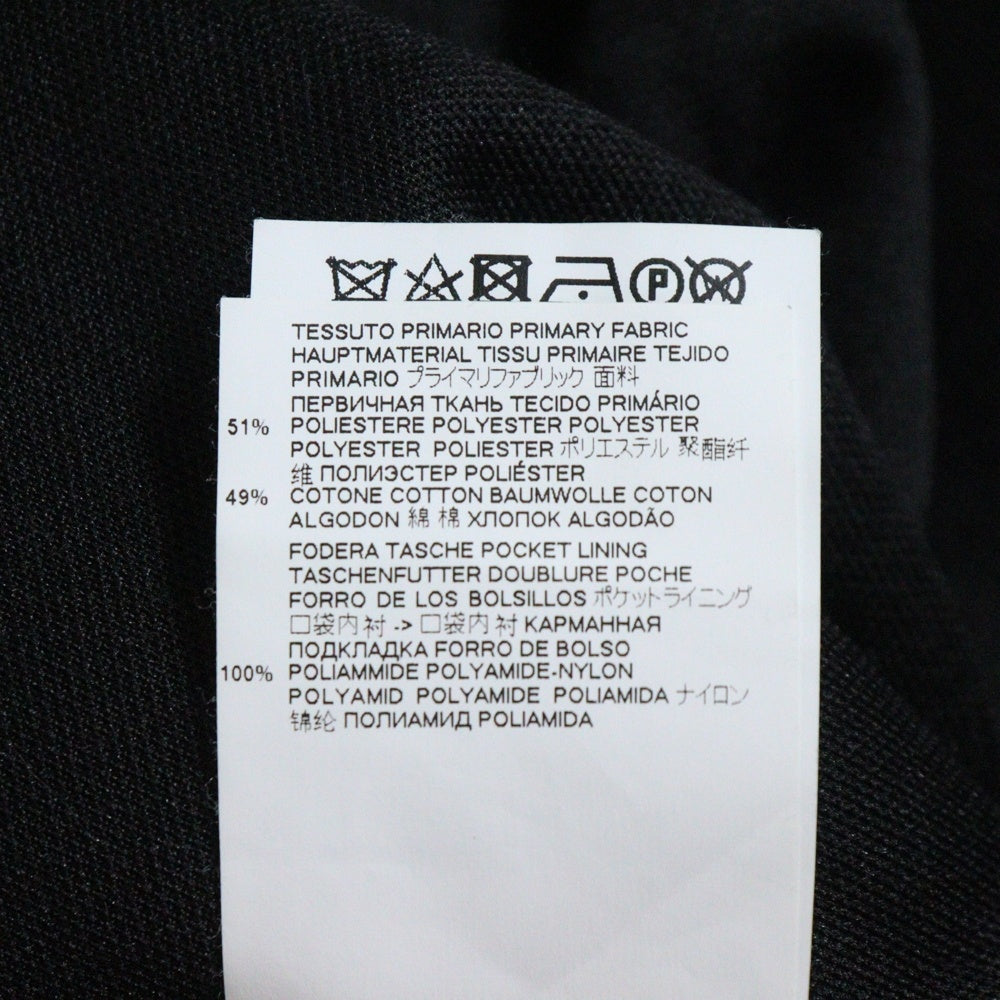 P W
TESSUTO PRIMARIO PRIMARY FABRIC
HAUPTMATERIAL TISSU PRIMAIRE TEJIDO
PRIMARIO プライマリファブリック 面料
ПЕРВИЧНАЯ ТКАНЬ TECIDO PRIMÁRIO
51% POLIESTERE POLYESTER POLYESTER
POLYESTER POLIESTER ポリエステル 聚酯纤
维 ПОЛИЭСТЕР POLIÉSTER
49% COTONE COTTON BAUMWOLLE COTON
ALGODON 綿 棉 ХЛОПОК ALGODÃO
FODERA TASCHE POCKET LINING
TASCHENFUTTER DOUBLURE POCHE
FORRO DE LOS BOLSILLOS ポケットライニング
口袋内衬 -> 口袋内衬 КАРМАННАЯ
ПОДКЛАДКА FORRO DE BOLSO
100% POLIAMMIDE POLYAMIDE-NYLON
POLYAMID POLYAMIDE POLIAMIDA ナイロン
锦纶 ПОЛИАМИД POLIAMIDA